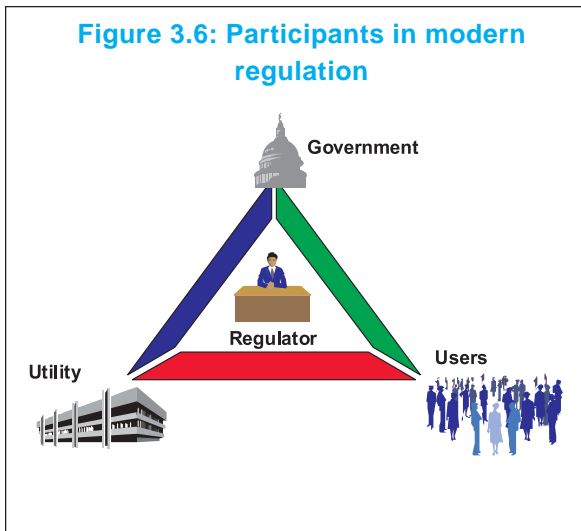 Figure 3.6: Participants in modern
regulation
Government
Regulator
Users
Utility